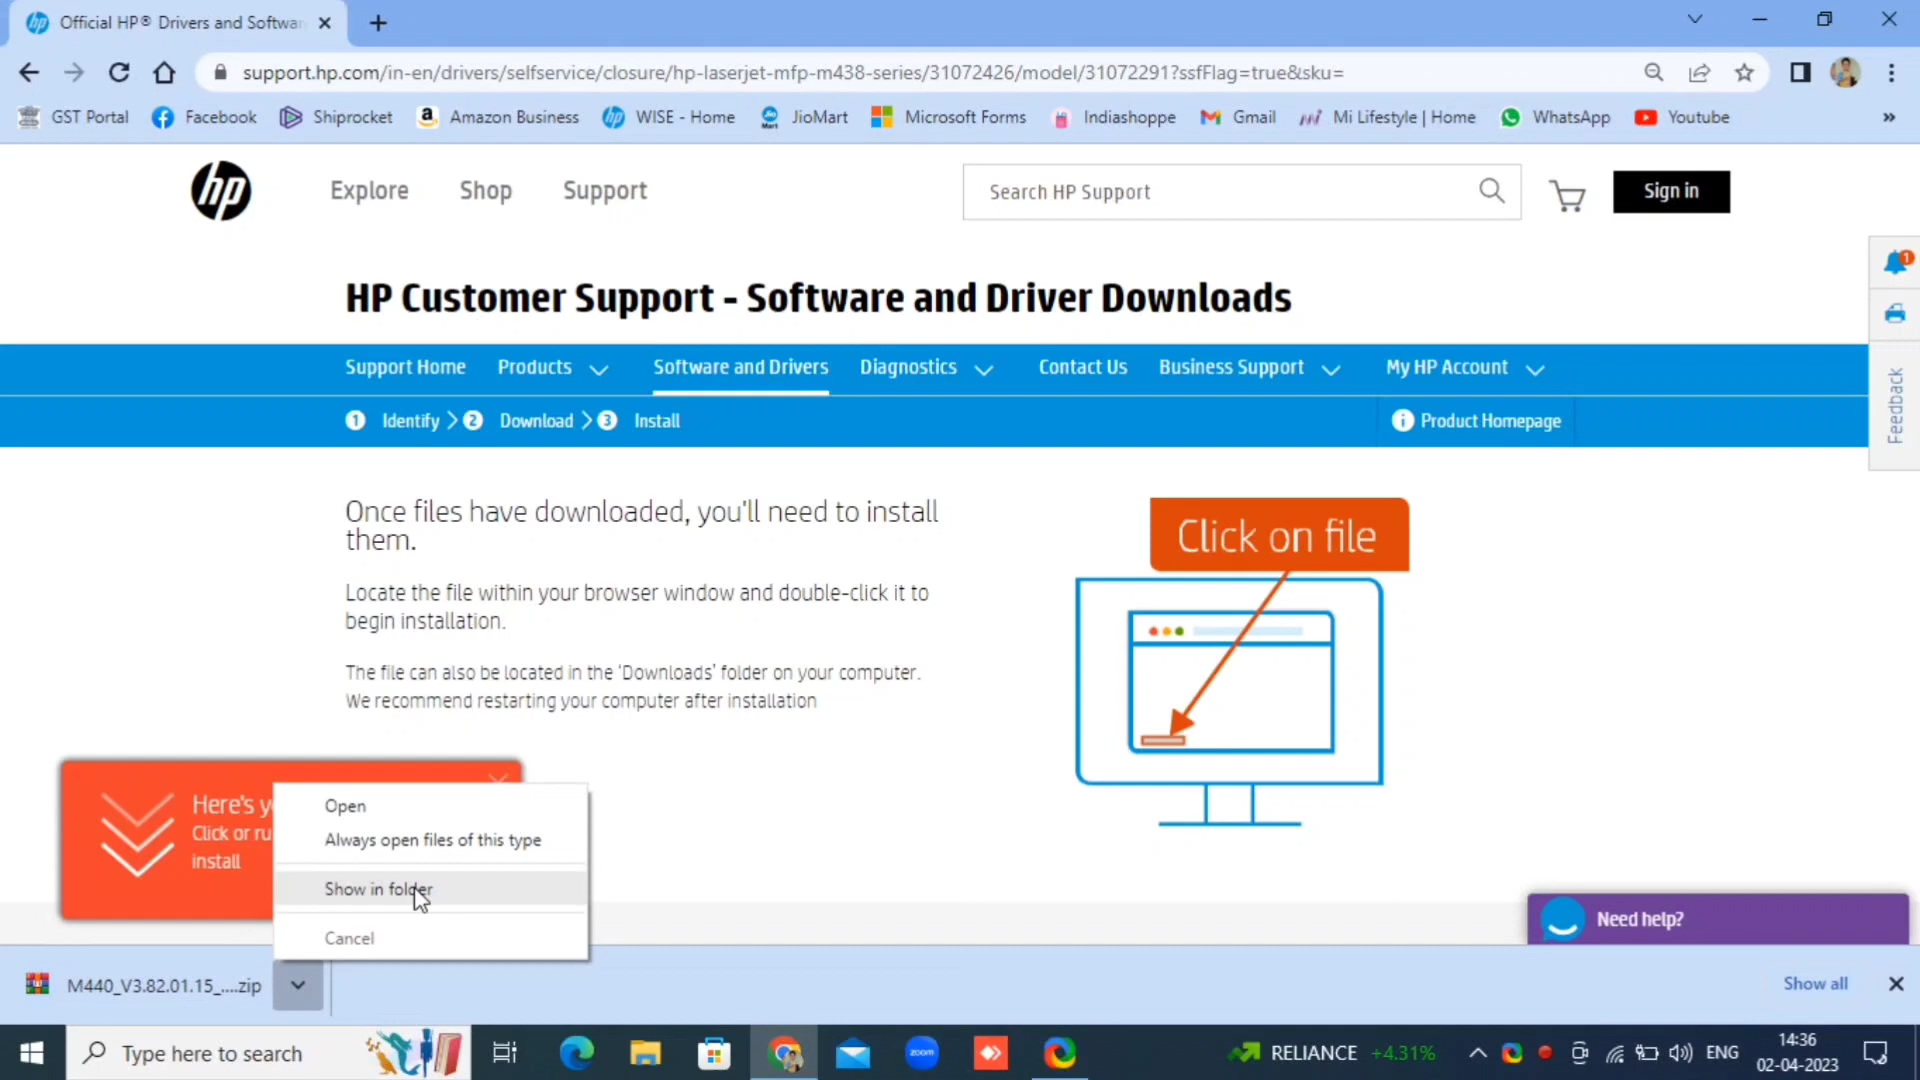 Official HP® Drivers and Softwar
support.hp.com/in-en/drivers/selfservice/closure/hp-laserjet-mfp-m438-series/31072426/model/31072291?ssfFlag=true&sku=
GST Portal Facebook Shiprocket Amazon Business WISE - Home JioMart Microsoft Forms Indiashoppe Gmail Mi Lifestyle | Home WhatsApp Youtube »
hp Explore Shop Support Search HP Support Sign in
1
HP Customer Support - Software and Driver Downloads
Support Home Products Software and Drivers Diagnostics Contact Us Business Support My HP Account
1 Identify 2 Download 3 Install Product Homepage
Feedback
Once files have downloaded, you'll need to install
them.
Click on file
Locate the file within your browser window and double-click it to
begin installation.
The file can also be located in the 'Downloads' folder on your computer.
We recommend restarting your computer after installation
Here's y
Click or ru
install
Open
Always open files of this type
Show in folder
Cancel
Need help?
M440_V3.82.01.15_....zip
Show all
Type here to search
zoom
RELIANCE +4.31%
ENG
14:36
02-04-2023